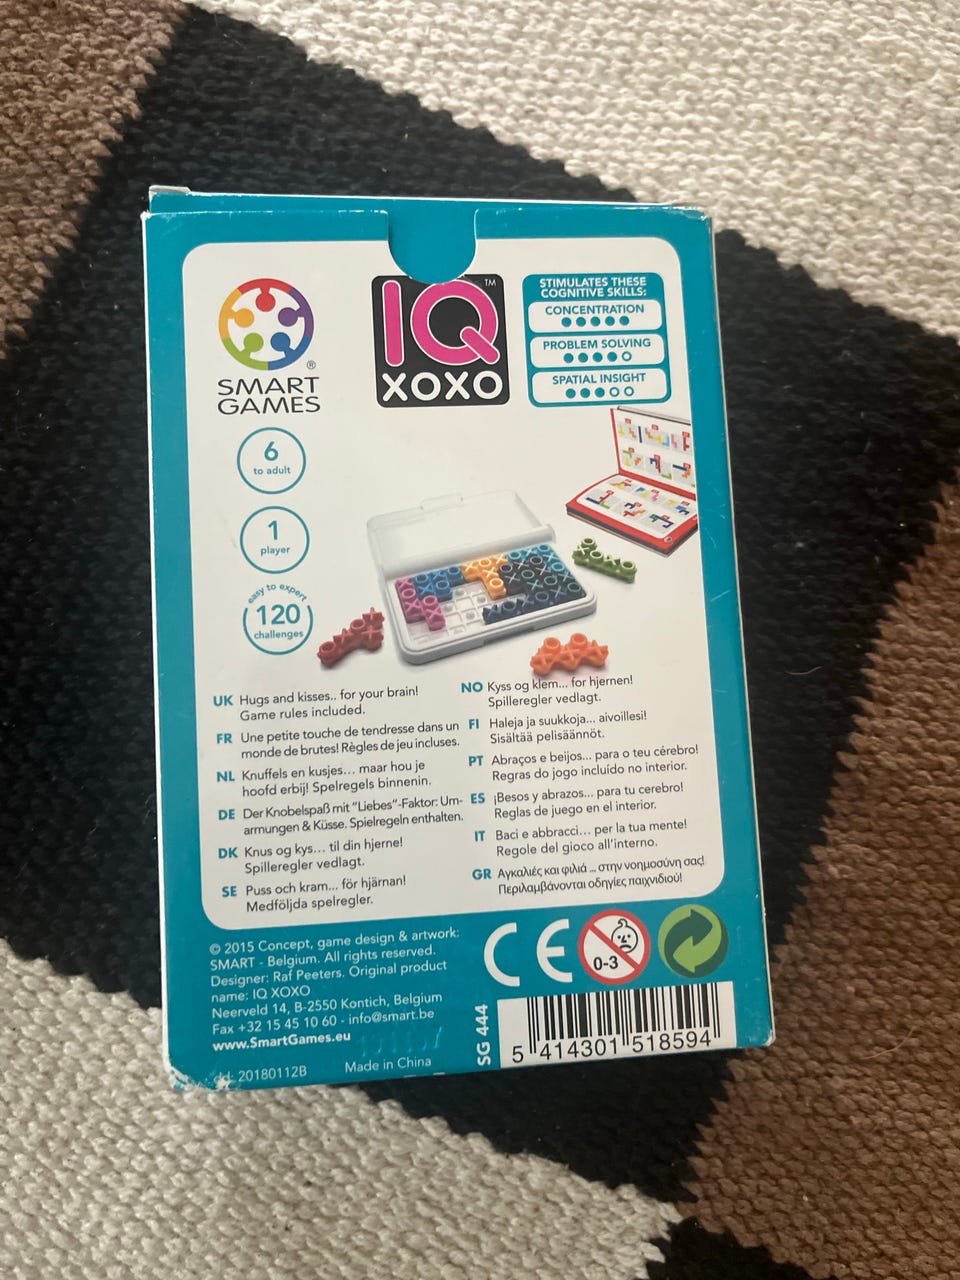 SMART
GAMES
®
IQ
™
XOXO
STIMULATES THESE
COGNITIVE SKILLS:
CONCENTRATION
PROBLEM SOLVING
SPATIAL INSIGHT
6
to adult
1
player
easy to expert
120
challenges
UK Hugs and kisses.. for your brain!
Game rules included.
FR Une petite touche de tendresse dans un
monde de brutes! Règles de jeu incluses.
NL Knuffels en kusjes... maar hou je
hoofd erbij! Spelregels binnenin.
DE Der Knobelspaß mit "Liebes"-Faktor: Um-
armungen & Küsse. Spielregeln enthalten.
DK Knus og kys... til din hjerne!
Spilleregler vedlagt.
SE Puss och kram... för hjärnan!
Medföljda spelregler.
NO Kyss og klem... for hjernen!
Spilleregler vedlagt.
FI Haleja ja suukkoja... aivoillesi!
Sisältää pelisäännöt.
PT Abraços e beijos... para o teu cérebro!
Regras do jogo incluído no interior.
ES ¡Besos y abrazos... para tu cerebro!
Reglas de juego en el interior.
IT Baci e abbracci... per la tua mente!
Regole del gioco all'interno.
GR Αγκαλιές και φιλιά ... στην νοημοσύνη σας!
Περιλαμβάνονται οδηγίες παιχνιδιού!
© 2015 Concept, game design & artwork:
SMART - Belgium. All rights reserved.
Designer: Raf Peeters. Original product
name: IQ XOXO
Neerveld 14, B-2550 Kontich, Belgium
Fax +32 15 45 10 60 - info@smart.be
www.SmartGames.eu
20180112B
Made in China
CE
0-3
SG 444
5 414301 518594